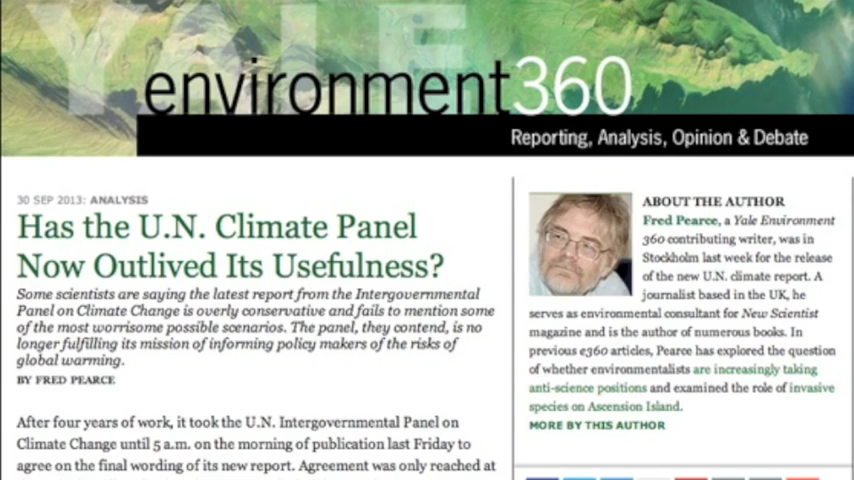 YALE
environment360
Reporting, Analysis, Opinion & Debate
30 SEP 2013: ANALYSIS
Has the U.N. Climate Panel
Now Outlived Its Usefulness?
Some scientists are saying the latest report from the Intergovernmental
Panel on Climate Change is overly conservative and fails to mention some
of the most worrisome possible scenarios. The panel, they contend, is no
longer fulfilling its mission of informing policy makers of the risks of
global warming.
BY FRED PEARCE
After four years of work, it took the U.N. Intergovernmental Panel on
Climate Change until 5 a.m. on the morning of publication last Friday to
agree on the final wording of its new report. Agreement was only reached at
ABOUT THE AUTHOR
Fred Pearce, a Yale Environment
360 contributing writer, was in
Stockholm last week for the release
of the new U.N. climate report. A
journalist based in the UK, he
serves as environmental consultant for New Scientist
magazine and is the author of numerous books. In
previous e360 articles, Pearce has explored the question
of whether environmentalists are increasingly taking
anti-science positions and examined the role of invasive
species on Ascension Island.
MORE BY THIS AUTHOR